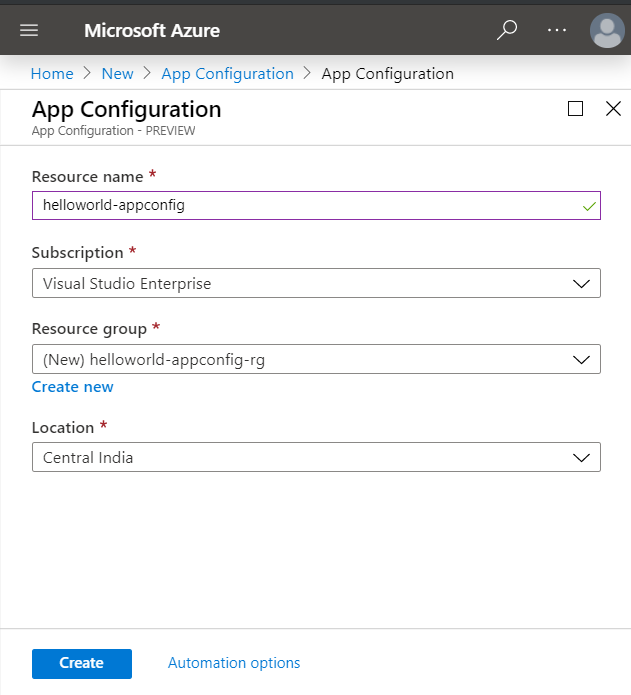 Microsoft Azure
Home > New > App Configuration > App Configuration
App Configuration
App Configuration - PREVIEW
Resource name *
helloworld-appconfig
Subscription *
Visual Studio Enterprise
Resource group *
(New) helloworld-appconfig-rg
Create new
Location *
Central India
Create Automation options